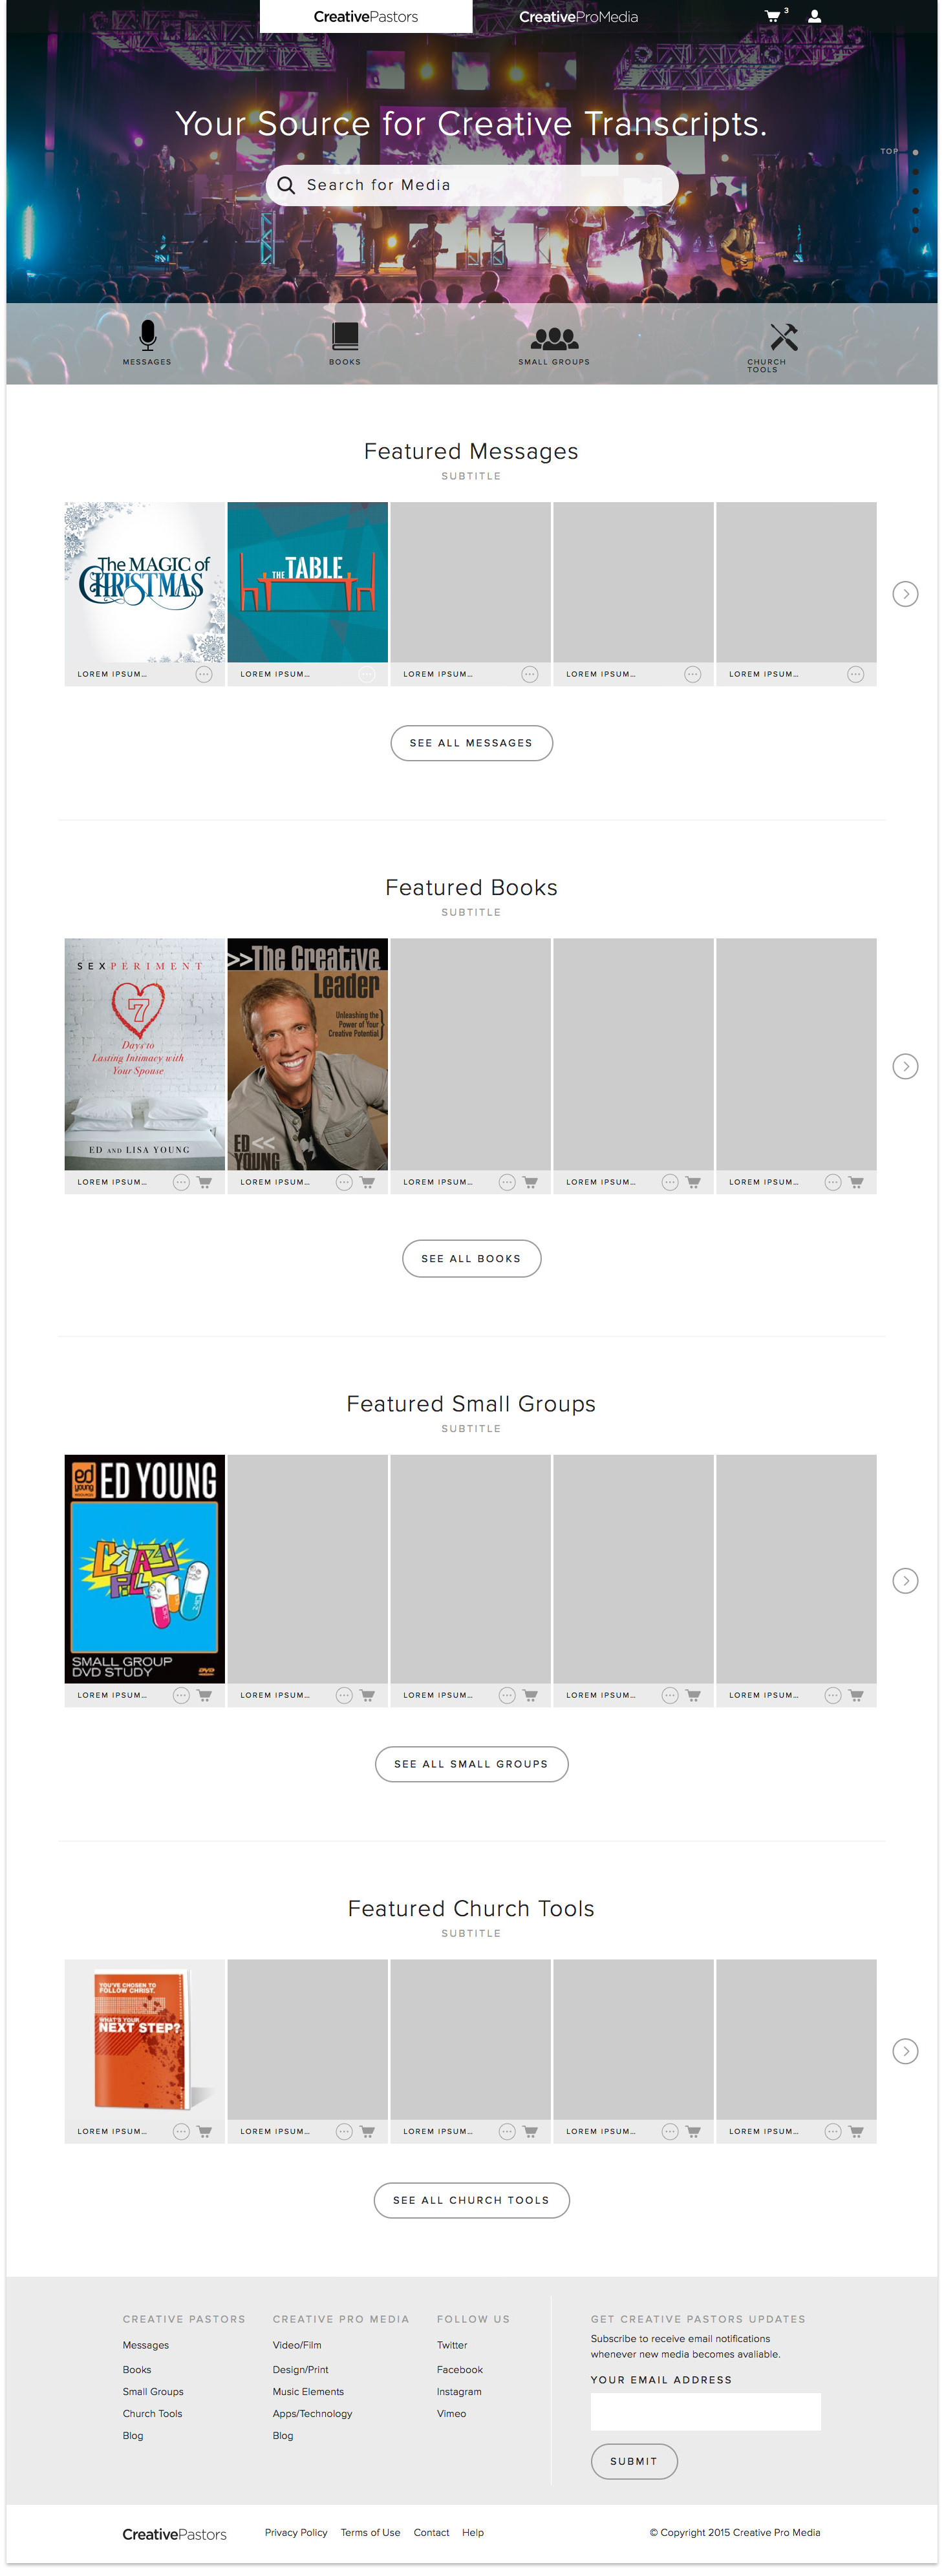 CreativePastors
CreativeProMedia
3
Your Source for Creative Transcripts.
TOP
Search for Media
MESSAGES
BOOKS
SMALL GROUPS
CHURCH
TOOLS
Featured Messages
SUBTITLE
The MAGIC of
CHRISTMAS
THE TABLE
LOREM IPSUM...
LOREM IPSUM...
LOREM IPSUM...
LOREM IPSUM...
LOREM IPSUM...
SEE ALL MESSAGES
Featured Books
SUBTITLE
SEXPERIMENT
7
Days to
Lasting Intimacy with
Your Spouse
ED AND LISA YOUNG
>>The Creative
Leader
Unleashing the
Power of Your
Creative Potential}
ED <<
YOUNG
LOREM IPSUM...
LOREM IPSUM...
LOREM IPSUM...
LOREM IPSUM...
LOREM IPSUM...
SEE ALL BOOKS
Featured Small Groups
SUBTITLE
ed
young
ED YOUNG
CRAZY
PILL
SMALL GROUP
DVD STUDY
DVD
LOREM IPSUM...
LOREM IPSUM...
LOREM IPSUM...
LOREM IPSUM...
LOREM IPSUM...
SEE ALL SMALL GROUPS
Featured Church Tools
SUBTITLE
YOU'VE CHOSEN TO
FOLLOW CHRIST.
WHAT'S YOUR
NEXT STEP?
LOREM IPSUM...
LOREM IPSUM...
LOREM IPSUM...
LOREM IPSUM...
LOREM IPSUM...
SEE ALL CHURCH TOOLS
CREATIVE PASTORS
Messages
Books
Small Groups
Church Tools
Blog
CREATIVE PRO MEDIA
Video/Film
Design/Print
Music Elements
Apps/Technology
Blog
FOLLOW US
Twitter
Facebook
Instagram
Vimeo
GET CREATIVE PASTORS UPDATES
Subscribe to receive email notifications
whenever new media becomes avaliable.
YOUR EMAIL ADDRESS
SUBMIT
CreativePastors
Privacy Policy
Terms of Use
Contact
Help
© Copyright 2015 Creative Pro Media